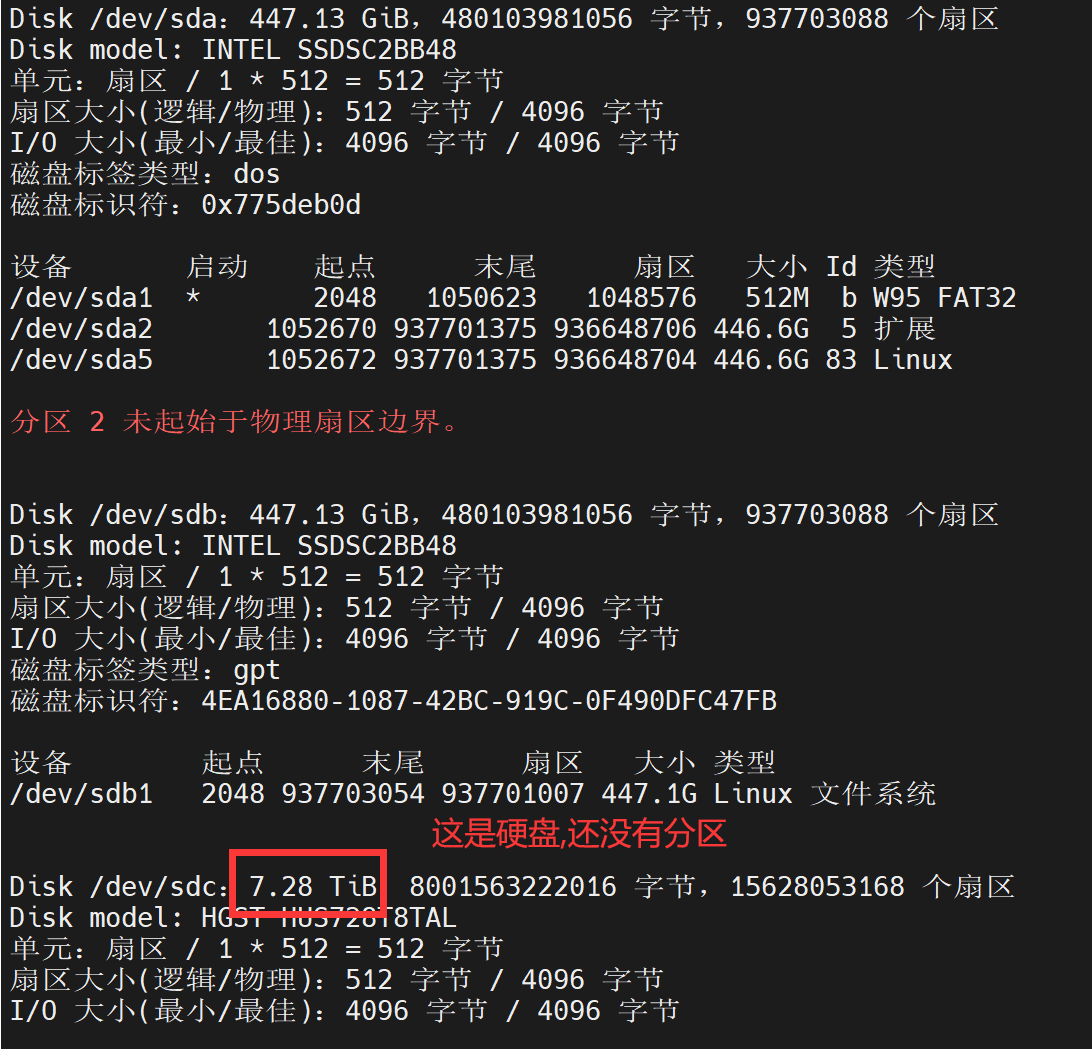 Disk /dev/sda：447.13 GiB，480103981056 字节，937703088 个扇区
Disk model: INTEL SSDSC2BB48
单元：扇区 / 1 * 512 = 512 字节
扇区大小(逻辑/物理)：512 字节 / 4096 字节
I/O 大小(最小/最佳)：4096 字节 / 4096 字节
磁盘标签类型：dos
磁盘标识符：0x775deb0d
设备 启动 起点 末尾 扇区 大小 Id 类型
/dev/sda1 * 2048 1050623 1048576 512M b W95 FAT32
/dev/sda2 1052670 937701375 936648706 446.6G 5 扩展
/dev/sda5 1052672 937701375 936648704 446.6G 83 Linux
分区 2 未起始于物理扇区边界。
Disk /dev/sdb：447.13 GiB，480103981056 字节，937703088 个扇区
Disk model: INTEL SSDSC2BB48
单元：扇区 / 1 * 512 = 512 字节
扇区大小(逻辑/物理)：512 字节 / 4096 字节
I/O 大小(最小/最佳)：4096 字节 / 4096 字节
磁盘标签类型：gpt
磁盘标识符：4EA16880-1087-42BC-919C-0F490DFC47FB
设备 起点 末尾 扇区 大小 类型
/dev/sdb1 2048 937703054 937701007 447.1G Linux 文件系统
这是硬盘,还没有分区
Disk /dev/sdc：7.28 TiB 8001563222016 字节，15628053168 个扇区
Disk model: HGST HUS728T8TAL
单元：扇区 / 1 * 512 = 512 字节
扇区大小(逻辑/物理)：512 字节 / 4096 字节
I/O 大小(最小/最佳)：4096 字节 / 4096 字节